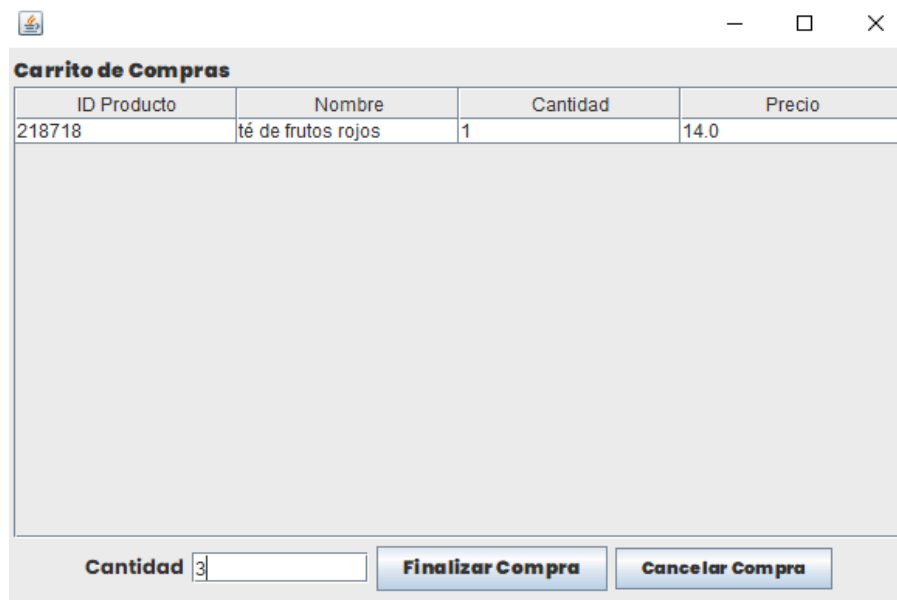 Carrito de Compras
ID Producto Nombre Cantidad Precio
218718 té de frutos rojos 1 14.0
Cantidad 3 Finalizar Compra Cancelar Compra